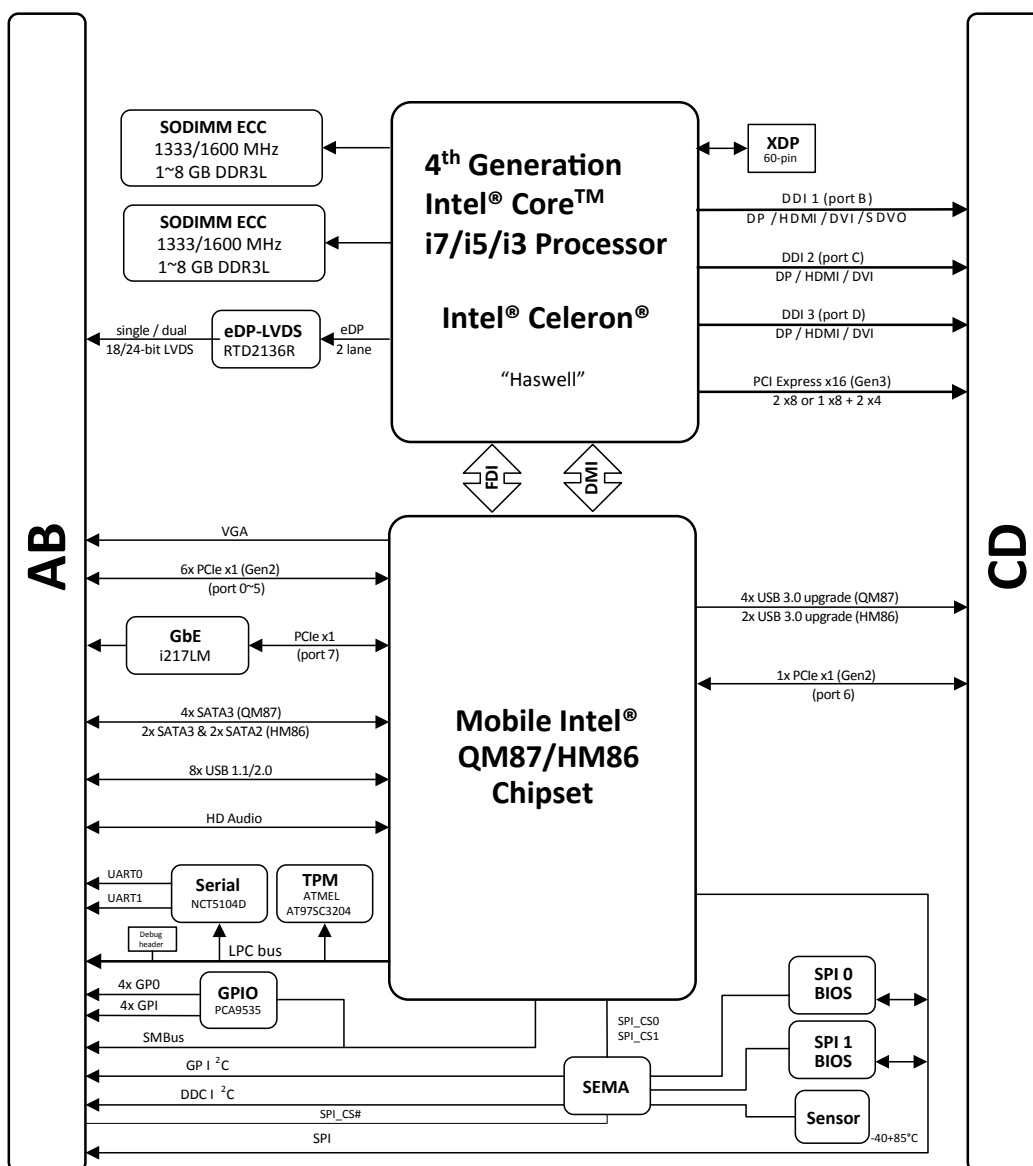 AB
CD
SODIMM ECC
1333/1600 MHz
1~8 GB DDR3L
SODIMM ECC
1333/1600 MHz
1~8 GB DDR3L
single / dual
18/24-bit LVDS
eDP-LVDS
RTD2136R
eDP
2 lane
4th Generation
Intel® Core™
i7/i5/i3 Processor
Intel® Celeron®
“Haswell”
XDP
60-pin
DDI 1 (port B)
DP / HDMI / DVI / SDVO
DDI 2 (port C)
DP / HDMI / DVI
DDI 3 (port D)
DP / HDMI / DVI
PCI Express x16 (Gen3)
2 x8 or 1 x8 + 2 x4
FDI
DMI
VGA
6x PCIe x1 (Gen2)
(port 0~5)
GbE
i217LM
PCIe x1
(port 7)
4x SATA3 (QM87)
2x SATA3 & 2x SATA2 (HM86)
8x USB 1.1/2.0
HD Audio
Mobile Intel®
QM87/HM86
Chipset
4x USB 3.0 upgrade (QM87)
2x USB 3.0 upgrade (HM86)
1x PCIe x1 (Gen2)
(port 6)
UART0
UART1
Serial
NCT5104D
TPM
ATMEL
AT97SC3204
Debug
header
LPC bus
4x GP0
4x GPI
GPIO
PCA9535
SMBus
GP I ²C
DDC I ²C
SPI_CS#
SPI
SPI_CS0
SPI_CS1
SEMA
SPI 0
BIOS
SPI 1
BIOS
Sensor
-40+85°C